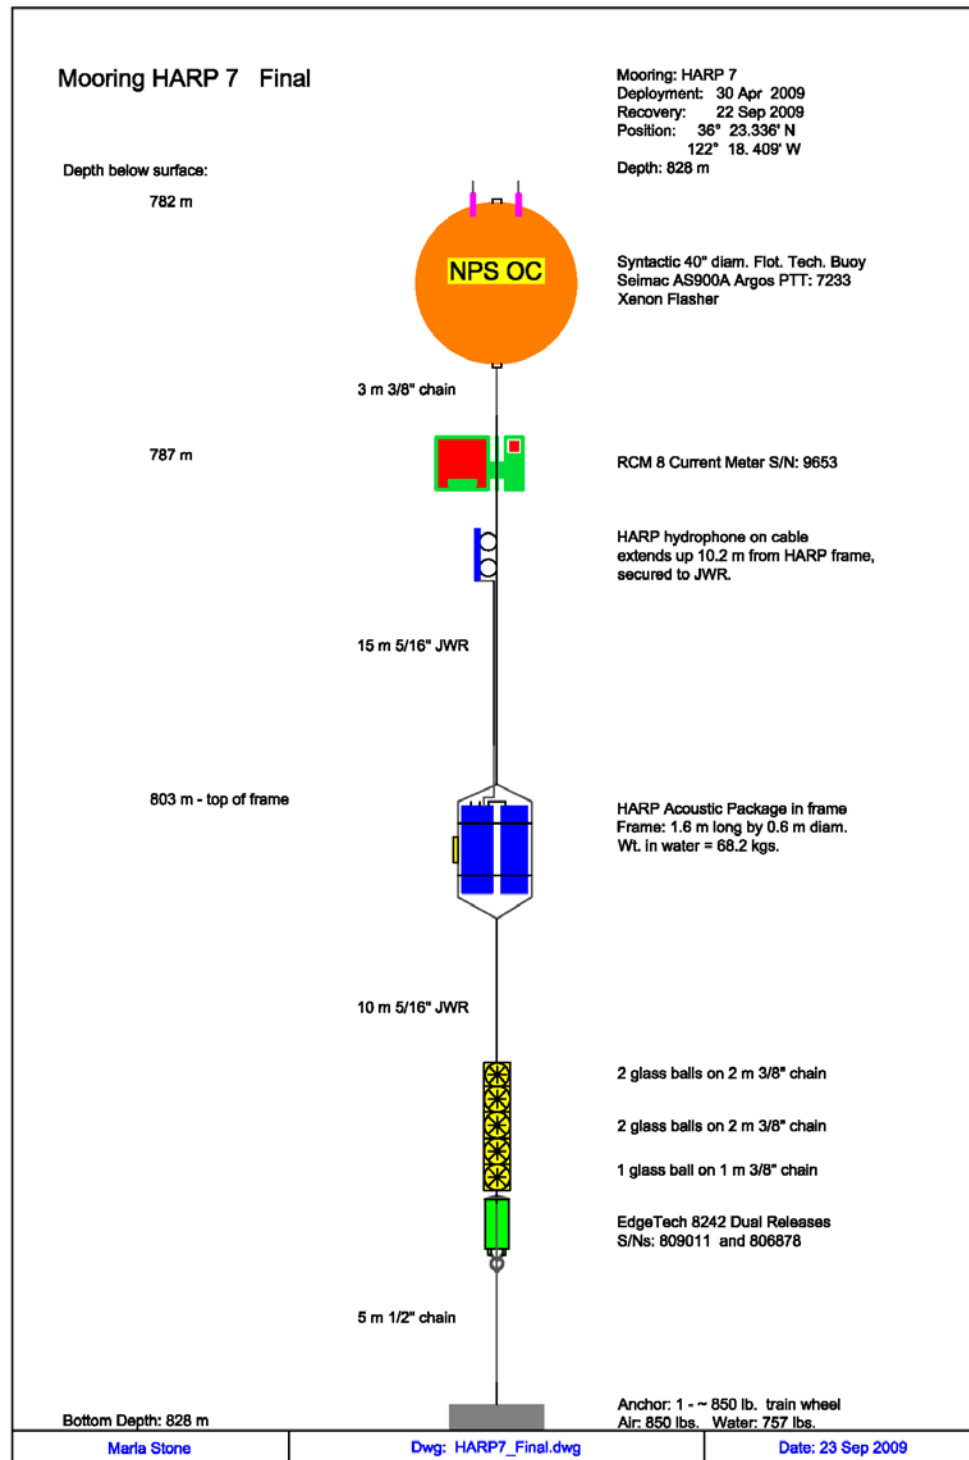 Mooring HARP 7   Final
Mooring: HARP 7
Deployment:  30 Apr  2009
Recovery:     22 Sep 2009
Position:    36°  23.336' N
122°  18. 409' W
Depth: 828 m
Depth below surface:
782 m
NPS OC
Syntactic 40" diam. Flot. Tech. Buoy
Seimac AS900A Argos PTT: 7233
Xenon Flasher
3 m 3/8" chain
787 m
RCM 8 Current Meter S/N: 9653
HARP hydrophone on cable
extends up 10.2 m from HARP frame,
secured to JWR.
15 m 5/16" JWR
803 m - top of frame
HARP Acoustic Package in frame
Frame: 1.6 m long by 0.6 m diam.
Wt. in water = 68.2 kgs.
10 m 5/16" JWR
2 glass balls on 2 m 3/8" chain
2 glass balls on 2 m 3/8" chain
1 glass ball on 1 m 3/8" chain
EdgeTech 8242 Dual Releases
S/Ns: 809011  and 806878
5 m 1/2" chain
Anchor: 1 - ~ 850 lb.  train wheel
Air: 850 lbs.   Water: 757 lbs.
Bottom Depth: 828 m
Marla Stone
Dwg:  HARP7_Final.dwg
Date: 23 Sep 2009